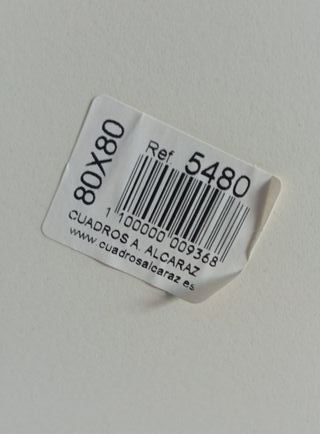 80X80
Ref. 5480
1 100000 009368
CUADROS A. ALCARAZ
www.cuadrosalcaraz.es